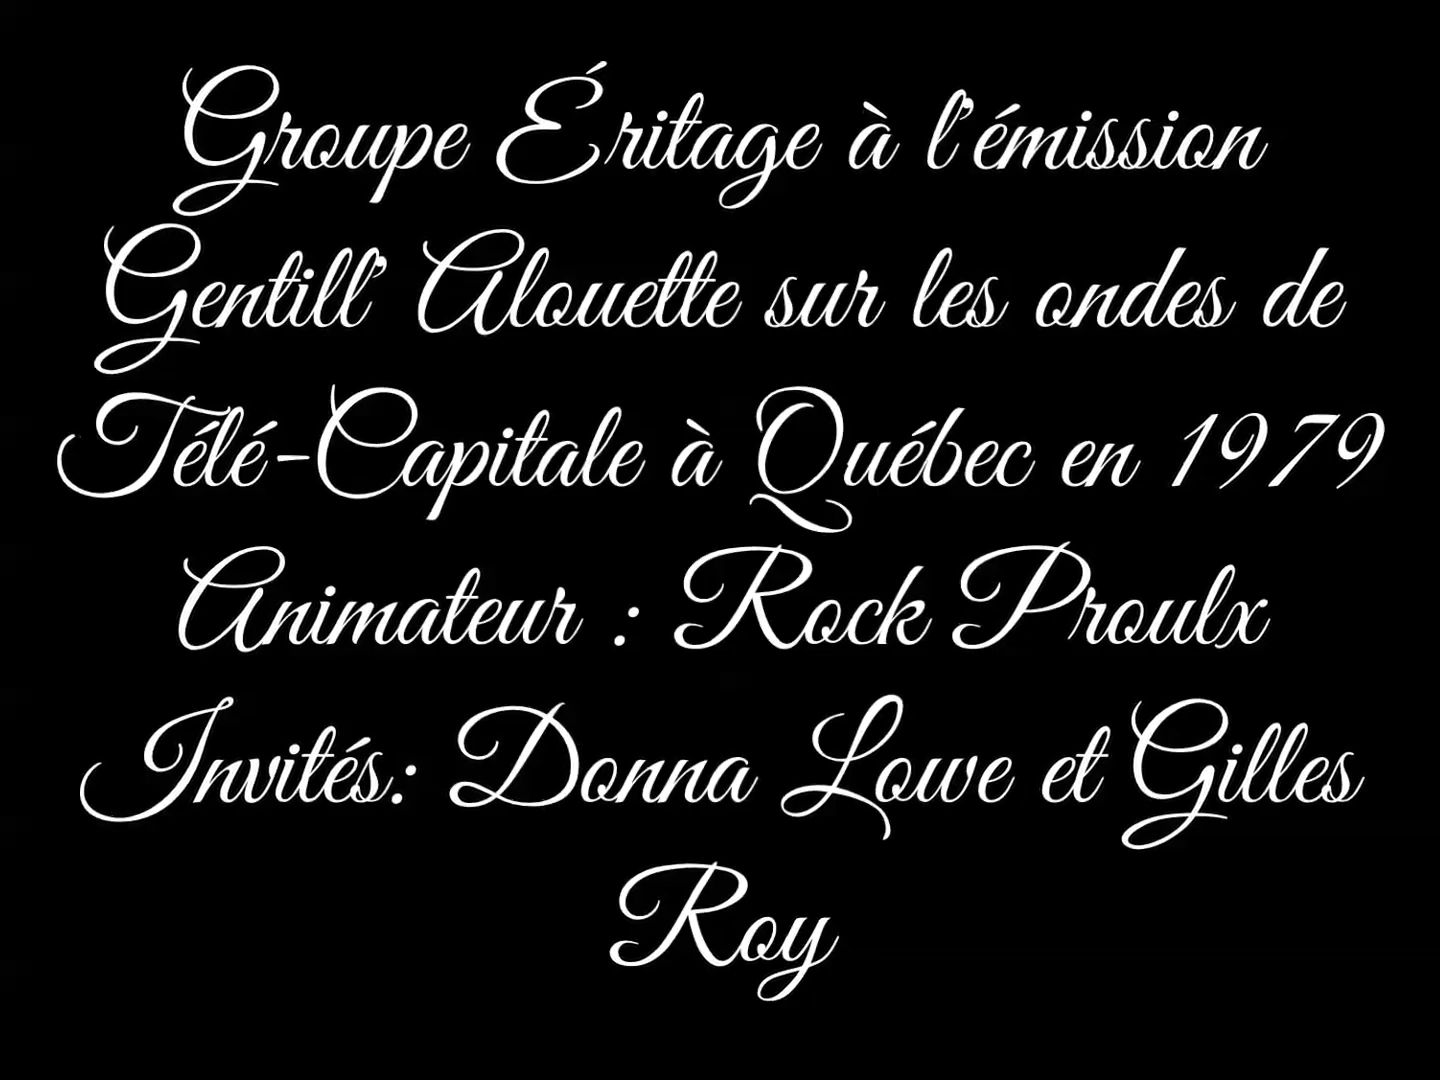 Groupe Éritage à l'émission
Gentill' Alouette sur les ondes de
Télé-Capitale à Québec en 1979
Animateur : Rock Proulx
Invités: Donna Lowe et Gilles
Roy